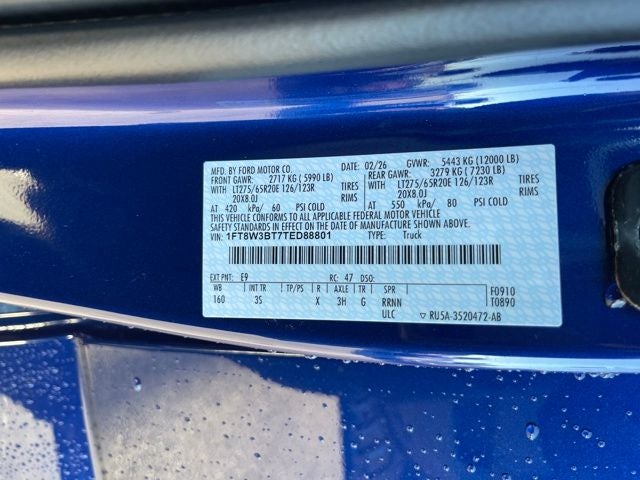 MFD. BY FORD MOTOR CO. DATE: 02/26 GVWR: 5443 KG (12000 LB)
FRONT GAWR: 2717 KG (5990 LB) REAR GAWR: 3279 KG (7230 LB)
WITH LT275/65R20E 126/123R TIRES WITH LT275/65R20E 126/123R TIRES
20X8.0J RIMS 20X8.0J RIMS
AT 420 kPa/ 60 PSI COLD AT 550 kPa/ 80 PSI COLD
THIS VEHICLE CONFORMS TO ALL APPLICABLE FEDERAL MOTOR VEHICLE
SAFETY STANDARDS IN EFFECT ON THE DATE OF MANUFACTURE SHOWN ABOVE.
VIN: 1FT8W3BT7TED88801 TYPE: Truck
EXT PNT: E9 RC: 47 DSO:
WB INT TR TP/PS R AXLE TR SPR F0910
160 3S X 3H G RRNN T0890
ULC ▽ RU5A-3520472-AB